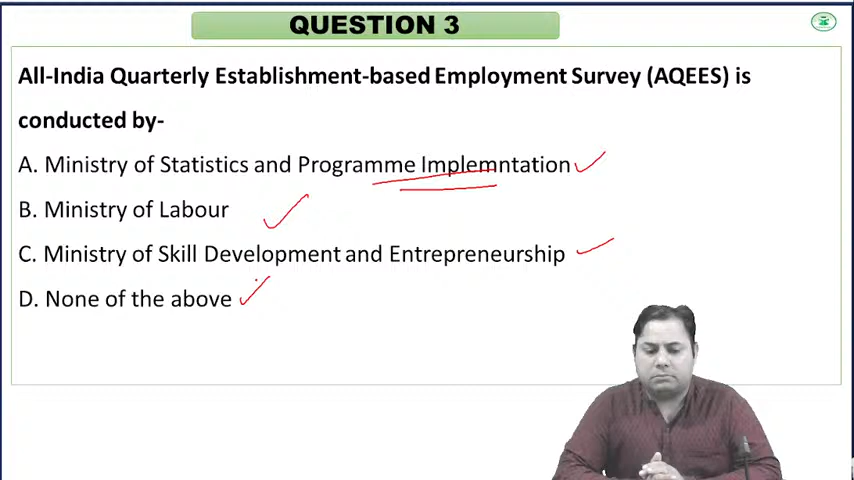 QUESTION 3
All-India Quarterly Establishment-based Employment Survey (AQEES) is
conducted by-
A. Ministry of Statistics and Programme Implemntation
B. Ministry of Labour
C. Ministry of Skill Development and Entrepreneurship
D. None of the above